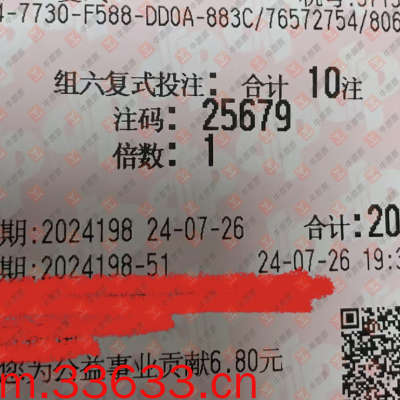 4-7730-F588-DD0A-883C/76572754/806
组六复式投注: 合计 10注
注码: 25679
倍数: 1
期:2024198 24-07-26 合计:20
期:2024198-51 24-07-26 19:3
您为公益事业贡献6.80元
m.33633.cn